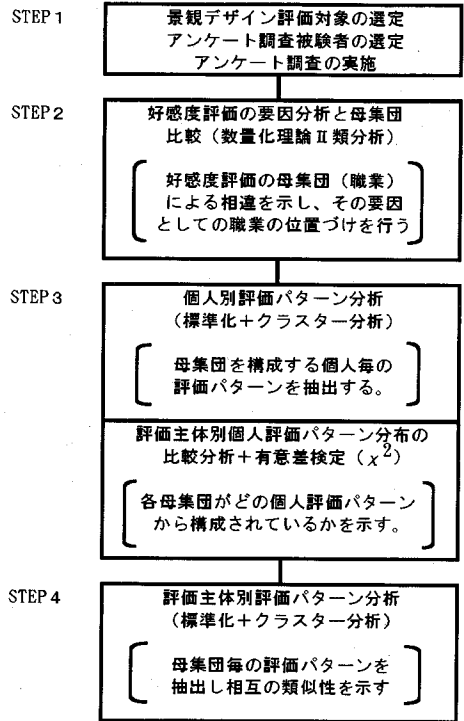 STEP 1
景観デザイン評価対象の選定
アンケート調査被験者の選定
アンケート調査の実施
STEP 2
好感度評価の要因分析と母集団
比較（数量化理論Ⅱ類分析）
好感度評価の母集団（職業）
による相違を示し、その要因
としての職業の位置づけを行う
STEP 3
個人別評価パターン分析
（標準化＋クラスター分析）
母集団を構成する個人毎の
評価パターンを抽出する。
評価主体別個人評価パターン分布の
比較分析＋有意差検定（χ²）
各母集団がどの個人評価パターン
から構成されているかを示す。
STEP 4
評価主体別評価パターン分析
（標準化＋クラスター分析）
母集団毎の評価パターンを
抽出し相互の類似性を示す